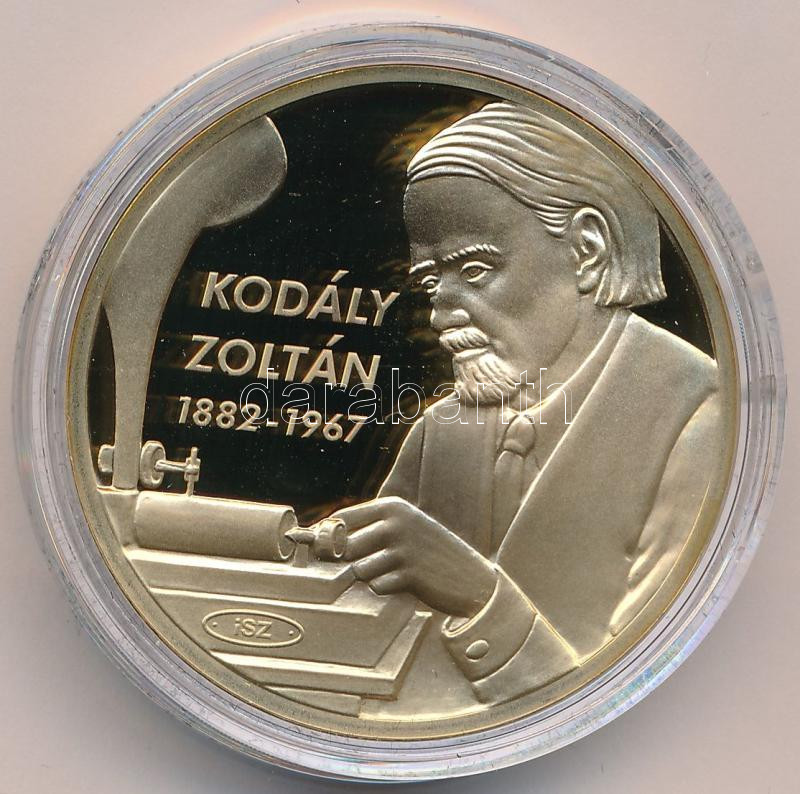 KODÁLY
ZOLTÁN
1882-1967
darabanth
iSZ